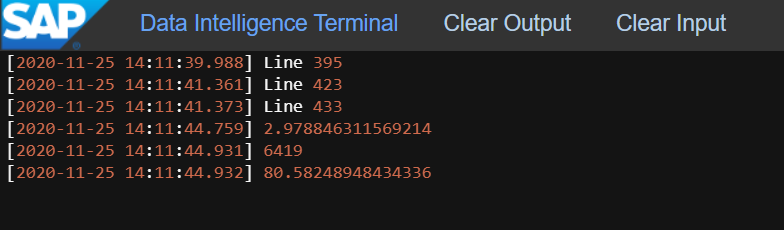 SAP Data Intelligence Terminal Clear Output Clear Input
[2020-11-25 14:11:39.988] Line 395
[2020-11-25 14:11:41.361] Line 423
[2020-11-25 14:11:41.373] Line 433
[2020-11-25 14:11:44.759] 2.978846311569214
[2020-11-25 14:11:44.931] 6419
[2020-11-25 14:11:44.932] 80.58248948434336